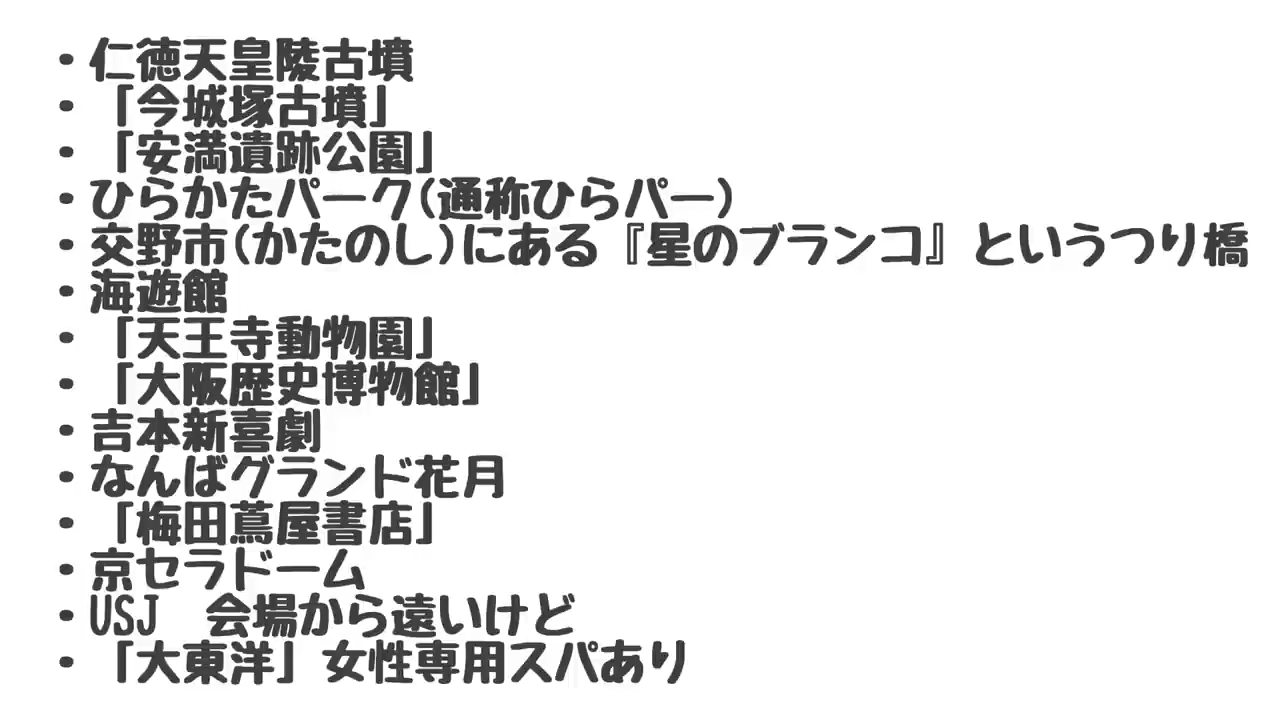 ・仁徳天皇陵古墳
・「今城塚古墳」
・「安満遺跡公園」
・ひらかたパーク(通称ひらパー)
・交野市(かたのし)にある『星のブランコ』というつり橋
・海遊館
・「天王寺動物園」
・「大阪歴史博物館」
・吉本新喜劇
・なんばグランド花月
・「梅田蔦屋書店」
・京セラドーム
・USJ　会場から遠いけど
・「大東洋」女性専用スパあり